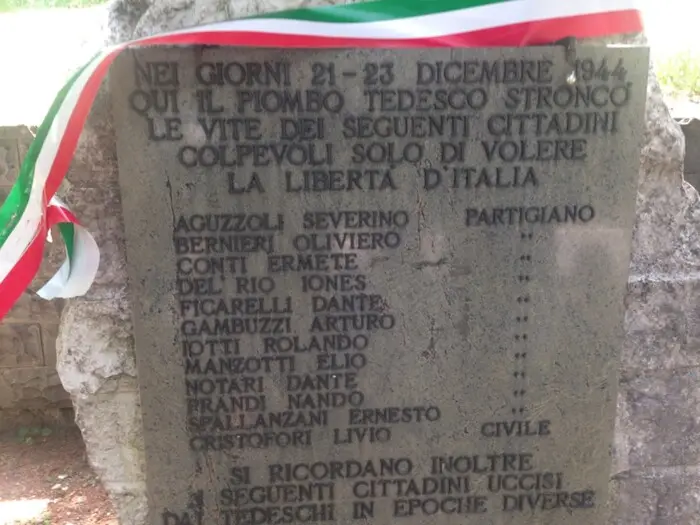 NEI GIORNI 21-23 DICEMBRE 1944
QUI IL PIOMBO TEDESCO STRONCÒ
LE VITE DEI SEGUENTI CITTADINI
COLPEVOLI SOLO DI VOLERE
LA LIBERTÀ D'ITALIA
AGUZZOLI SEVERINO PARTIGIANO
BERNIERI OLIVIERO "
CONTI ERMETE "
DEL RIO IONES "
FICARELLI DANTE "
GAMBUZZI ARTURO "
IOTTI ROLANDO "
MANZOTTI ELIO "
NOTARI DANTE "
PRANDI NANDO "
SPALLANZANI ERNESTO "
CRISTOFORI LIVIO CIVILE
SI RICORDANO INOLTRE
I SEGUENTI CITTADINI UCCISI
DAI TEDESCHI IN EPOCHE DIVERSE